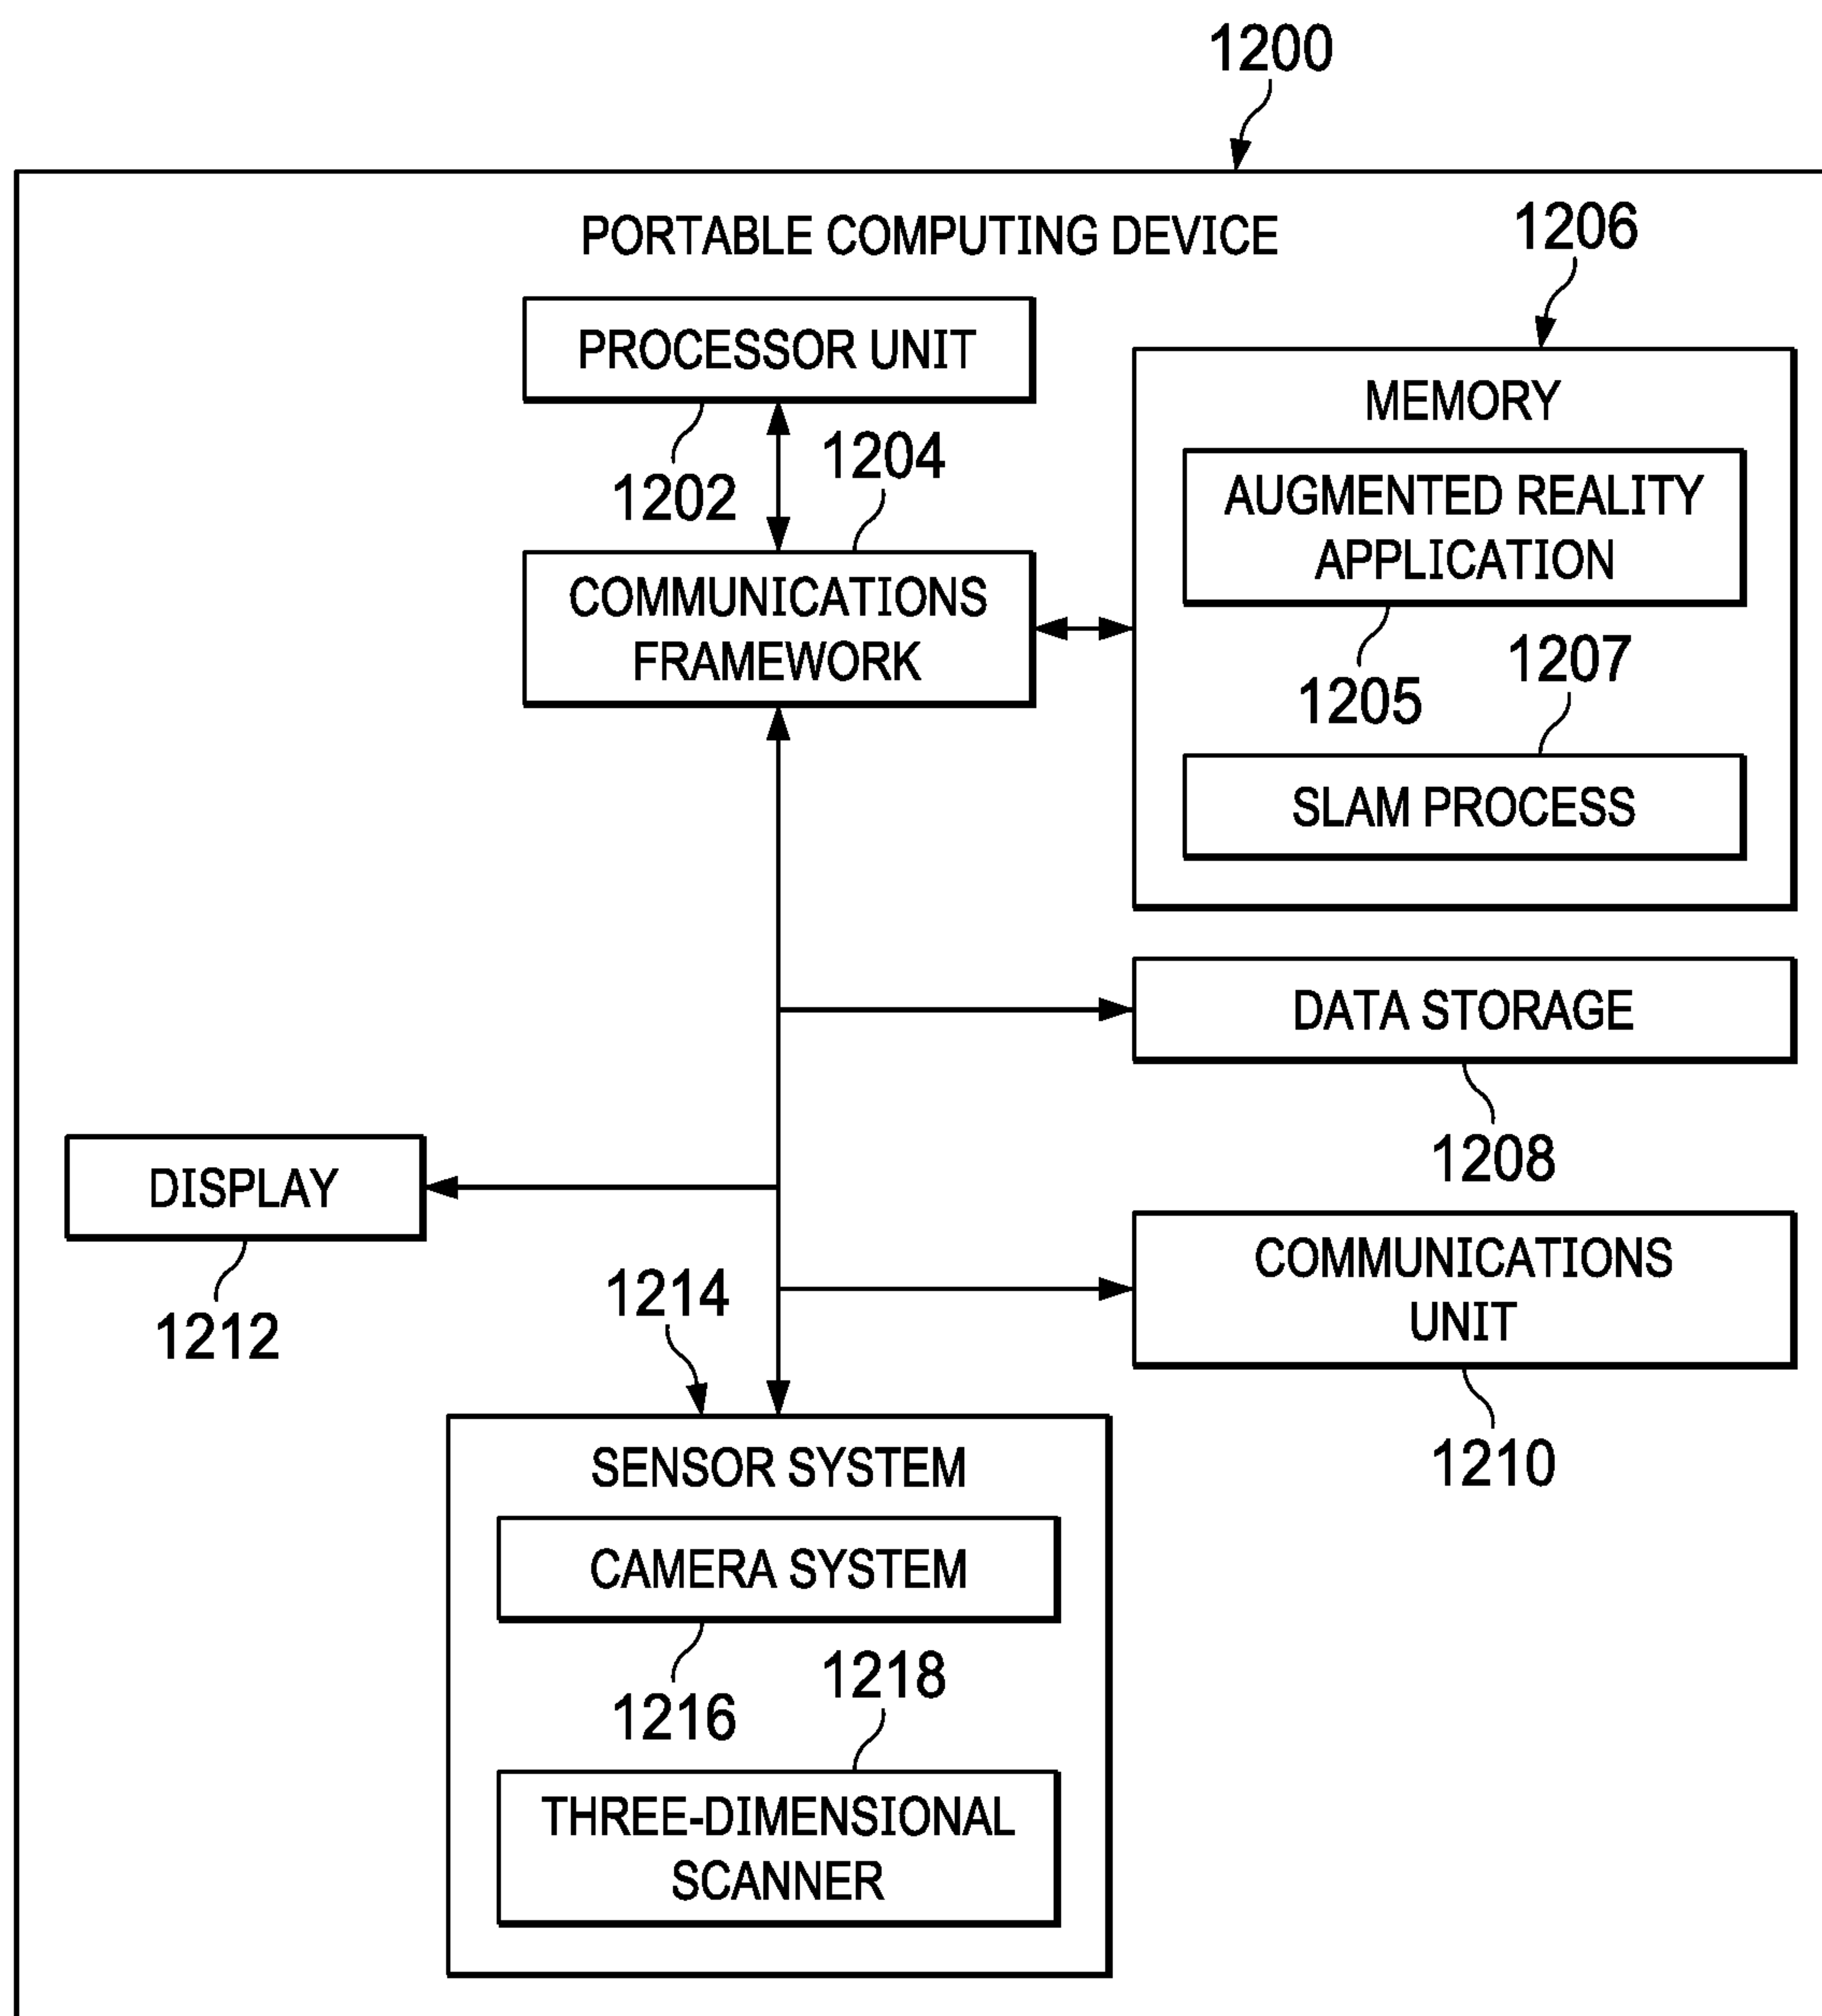 1200
PORTABLE COMPUTING DEVICE
1206
PROCESSOR UNIT
MEMORY
1202
1204
AUGMENTED REALITY
APPLICATION
COMMUNICATIONS
FRAMEWORK
1205
1207
SLAM PROCESS
DATA STORAGE
1208
DISPLAY
1212
COMMUNICATIONS
UNIT
1210
1214
SENSOR SYSTEM
CAMERA SYSTEM
1216
1218
THREE-DIMENSIONAL
SCANNER